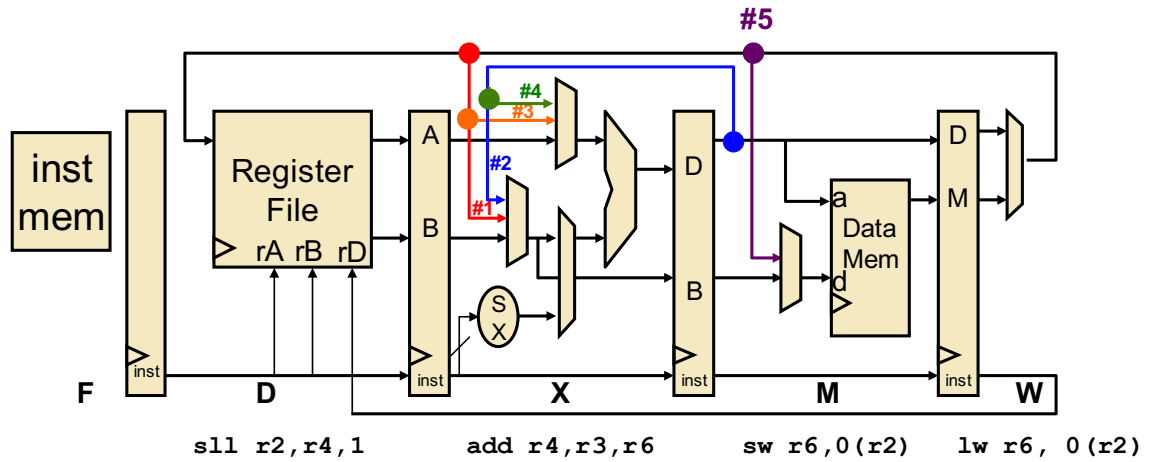 #5
#4
#3
inst
mem
Register
File
rA rB rD
A
B
#2
#1
S
X
D
B
a
Data
Mem
d
D
M
inst
inst
inst
inst
F
D
X
M
W
sll r2,r4,1
add r4,r3,r6
sw r6,0(r2)
lw r6, 0(r2)